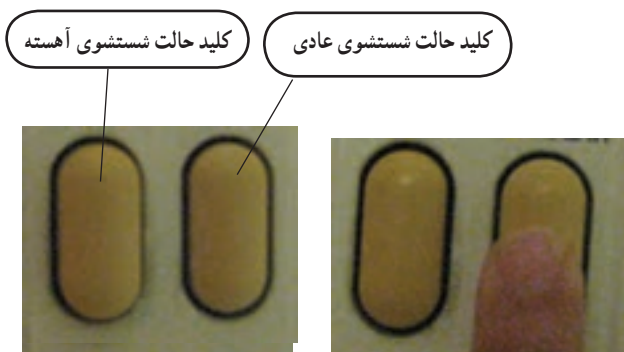 کلید حالت شستشوی عادی
کلید حالت شستشوی آهسته